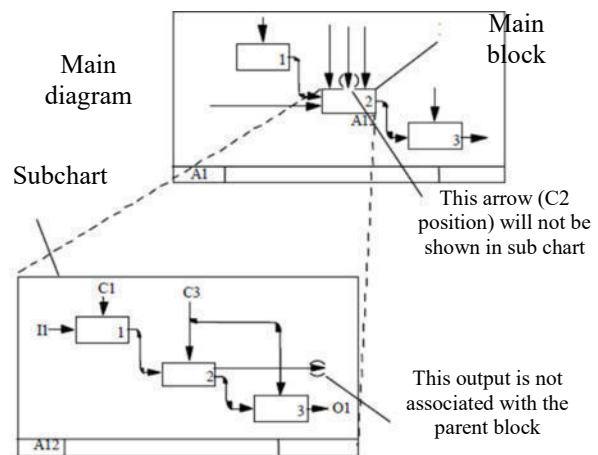 Main
diagram
Main
block
1
2
A12
3
A1
Subchart
This arrow (C2
position) will not be
shown in sub chart
C1
C3
I1
1
2
3
O1
This output is not
associated with the
parent block
A12